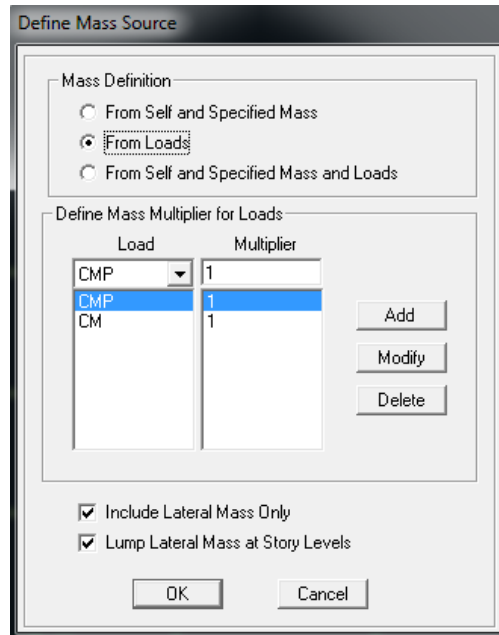 Define Mass Source
Mass Definition
From Self and Specified Mass
From Loads
From Self and Specified Mass and Loads
Define Mass Multiplier for Loads
Load Multiplier
CMP 1
CMP 1
CM 1
Add
Modify
Delete
Include Lateral Mass Only
Lump Lateral Mass at Story Levels
OK Cancel